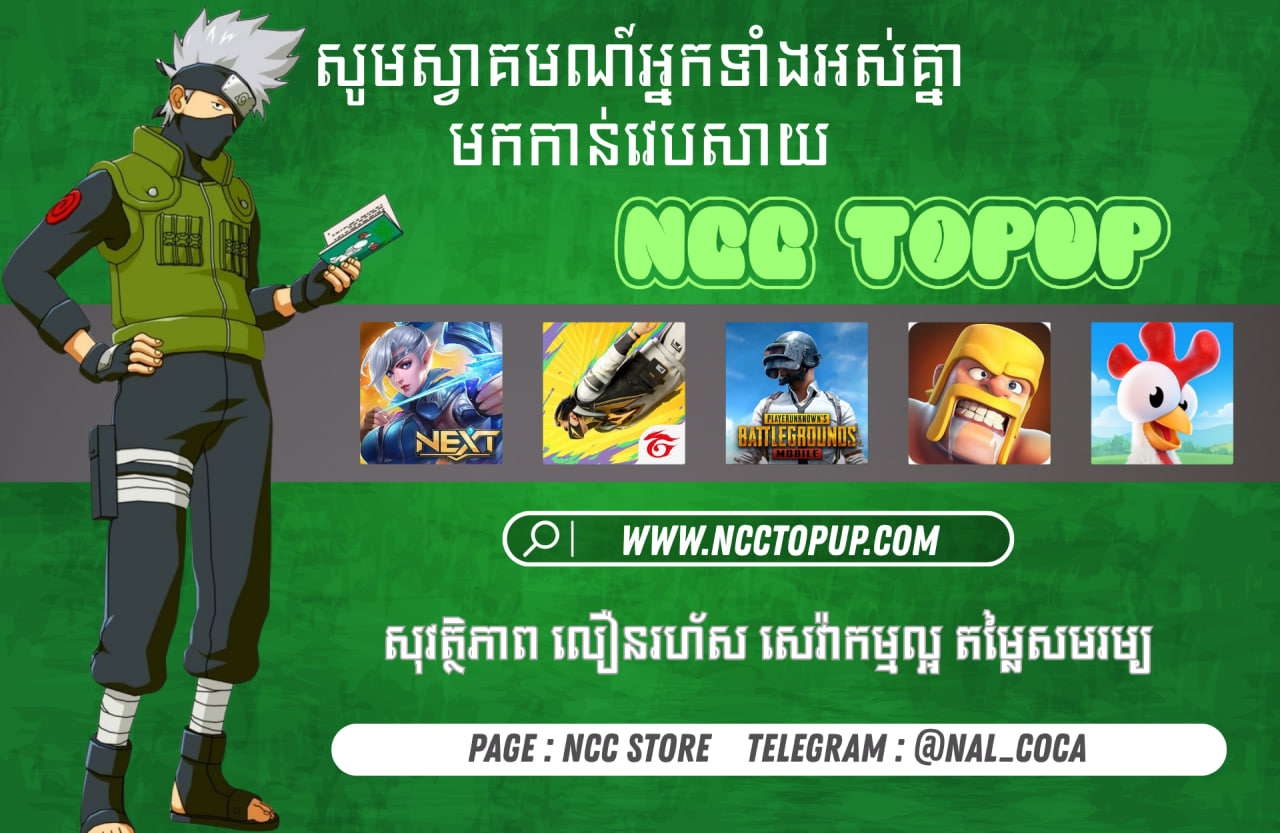 សូមស្វាគមណ៍អ្នកទាំងអស់គ្នា
មកកាន់វេបសាយ
NCC TOPUP
NEXT
PLAYERUNKNOWN'S
BATTLEGROUNDS
MOBILE
WWW.NCCTOPUP.COM
សុវត្ថិភាព លឿនរហ័ស សេវ៉ាកម្មល្អ តម្លៃសមរម្យ
PAGE : NCC STORE TELEGRAM : @NAL_COCA